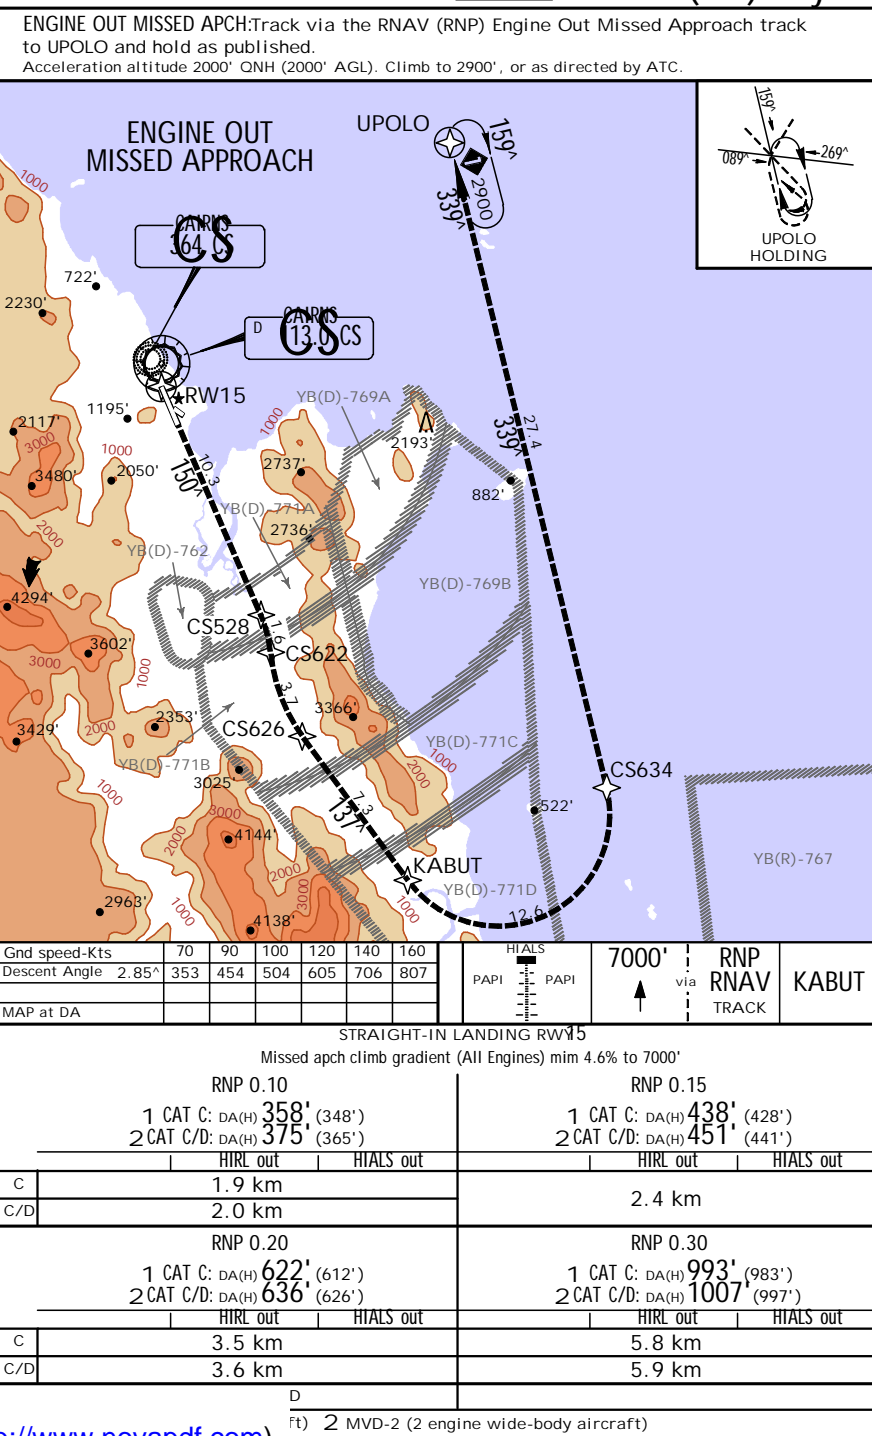 ENGINE OUT MISSED APCH:Track via the RNAV (RNP) Engine Out Missed Approach track
to UPOLO and hold as published.
Acceleration altitude 2000' QNH (2000' AGL). Climb to 2900', or as directed by ATC.
ENGINE OUT
MISSED APPROACH
UPOLO
159^
1
2900
339^
159^
089^
269^
UPOLO
HOLDING
1000
CAIRNS
CS
364 CS
722'
2230'
D
CAIRNS
CS
113.0 CS
RW15
YB(D)-769A
1195'
1000
2117'
3000
1000
2193'
339^
27.4
10.3
150^
2737'
2050'
3480'
882'
YB(D)-771A
2736'
2000
YB(D)-762
YB(D)-769B
4294'
CS528
1.6
3602'
CS622
3000
1000
3.7
3366'
2353'
CS626
3429'
2000
YB(D)-771C
1000
YB(D)-771B
2000
CS634
3025'
1000
7.3
137^
522'
3000
4144'
2000
YB(R)-767
KABUT
2000
YB(D)-771D
3000
2963'
1000
1000
12.6
4138'
Gnd speed-Kts 70 90 100 120 140 160
Descent Angle 2.85^ 353 454 504 605 706 807
MAP at DA
HIALS
PAPI PAPI
7000'
via
RNP
RNAV
TRACK
KABUT
STRAIGHT-IN LANDING RWY15
Missed apch climb gradient (All Engines) mim 4.6% to 7000'
RNP 0.10 RNP 0.15
1 CAT C: DA(H) 358' (348') 1 CAT C: DA(H) 438' (428')
2 CAT C/D: DA(H) 375' (365') 2 CAT C/D: DA(H) 451' (441')
HIRL out HIALS out HIRL out HIALS out
C 1.9 km 2.4 km
C/D 2.0 km
RNP 0.20 RNP 0.30
1 CAT C: DA(H) 622' (612') 1 CAT C: DA(H) 993' (983')
2 CAT C/D: DA(H) 636' (626') 2 CAT C/D: DA(H) 1007' (997')
HIRL out HIALS out HIRL out HIALS out
C 3.5 km 5.8 km
C/D 3.6 km 5.9 km
D
ft) 2 MVD-2 (2 engine wide-body aircraft)